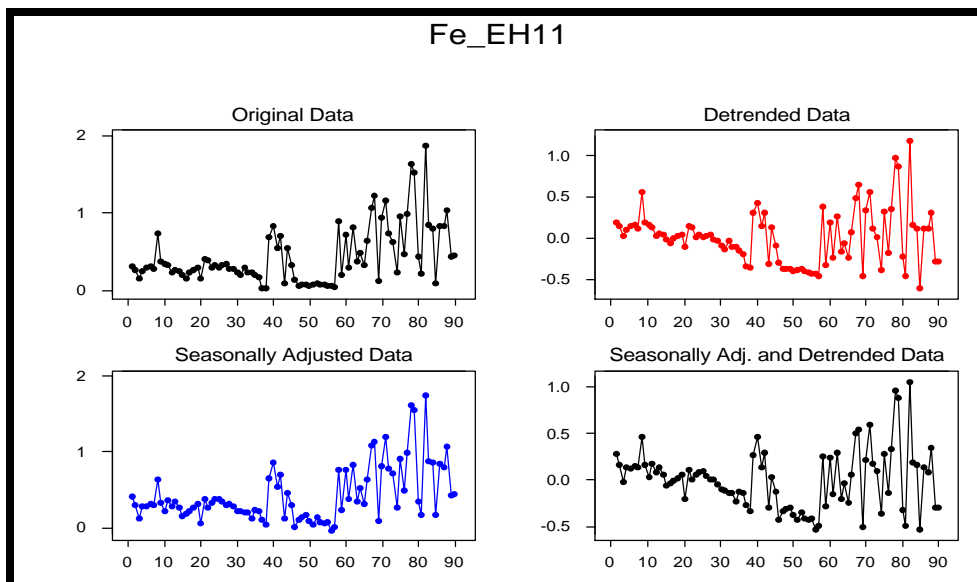 Fe_EH11
Original Data
2
1
0
0 10 20 30 40 50 60 70 80 90
Detrended Data
1.0
0.5
0.0
-0.5
0 10 20 30 40 50 60 70 80 90
Seasonally Adjusted Data
2
1
0
0 10 20 30 40 50 60 70 80 90
Seasonally Adj. and Detrended Data
1.0
0.5
0.0
-0.5
0 10 20 30 40 50 60 70 80 90